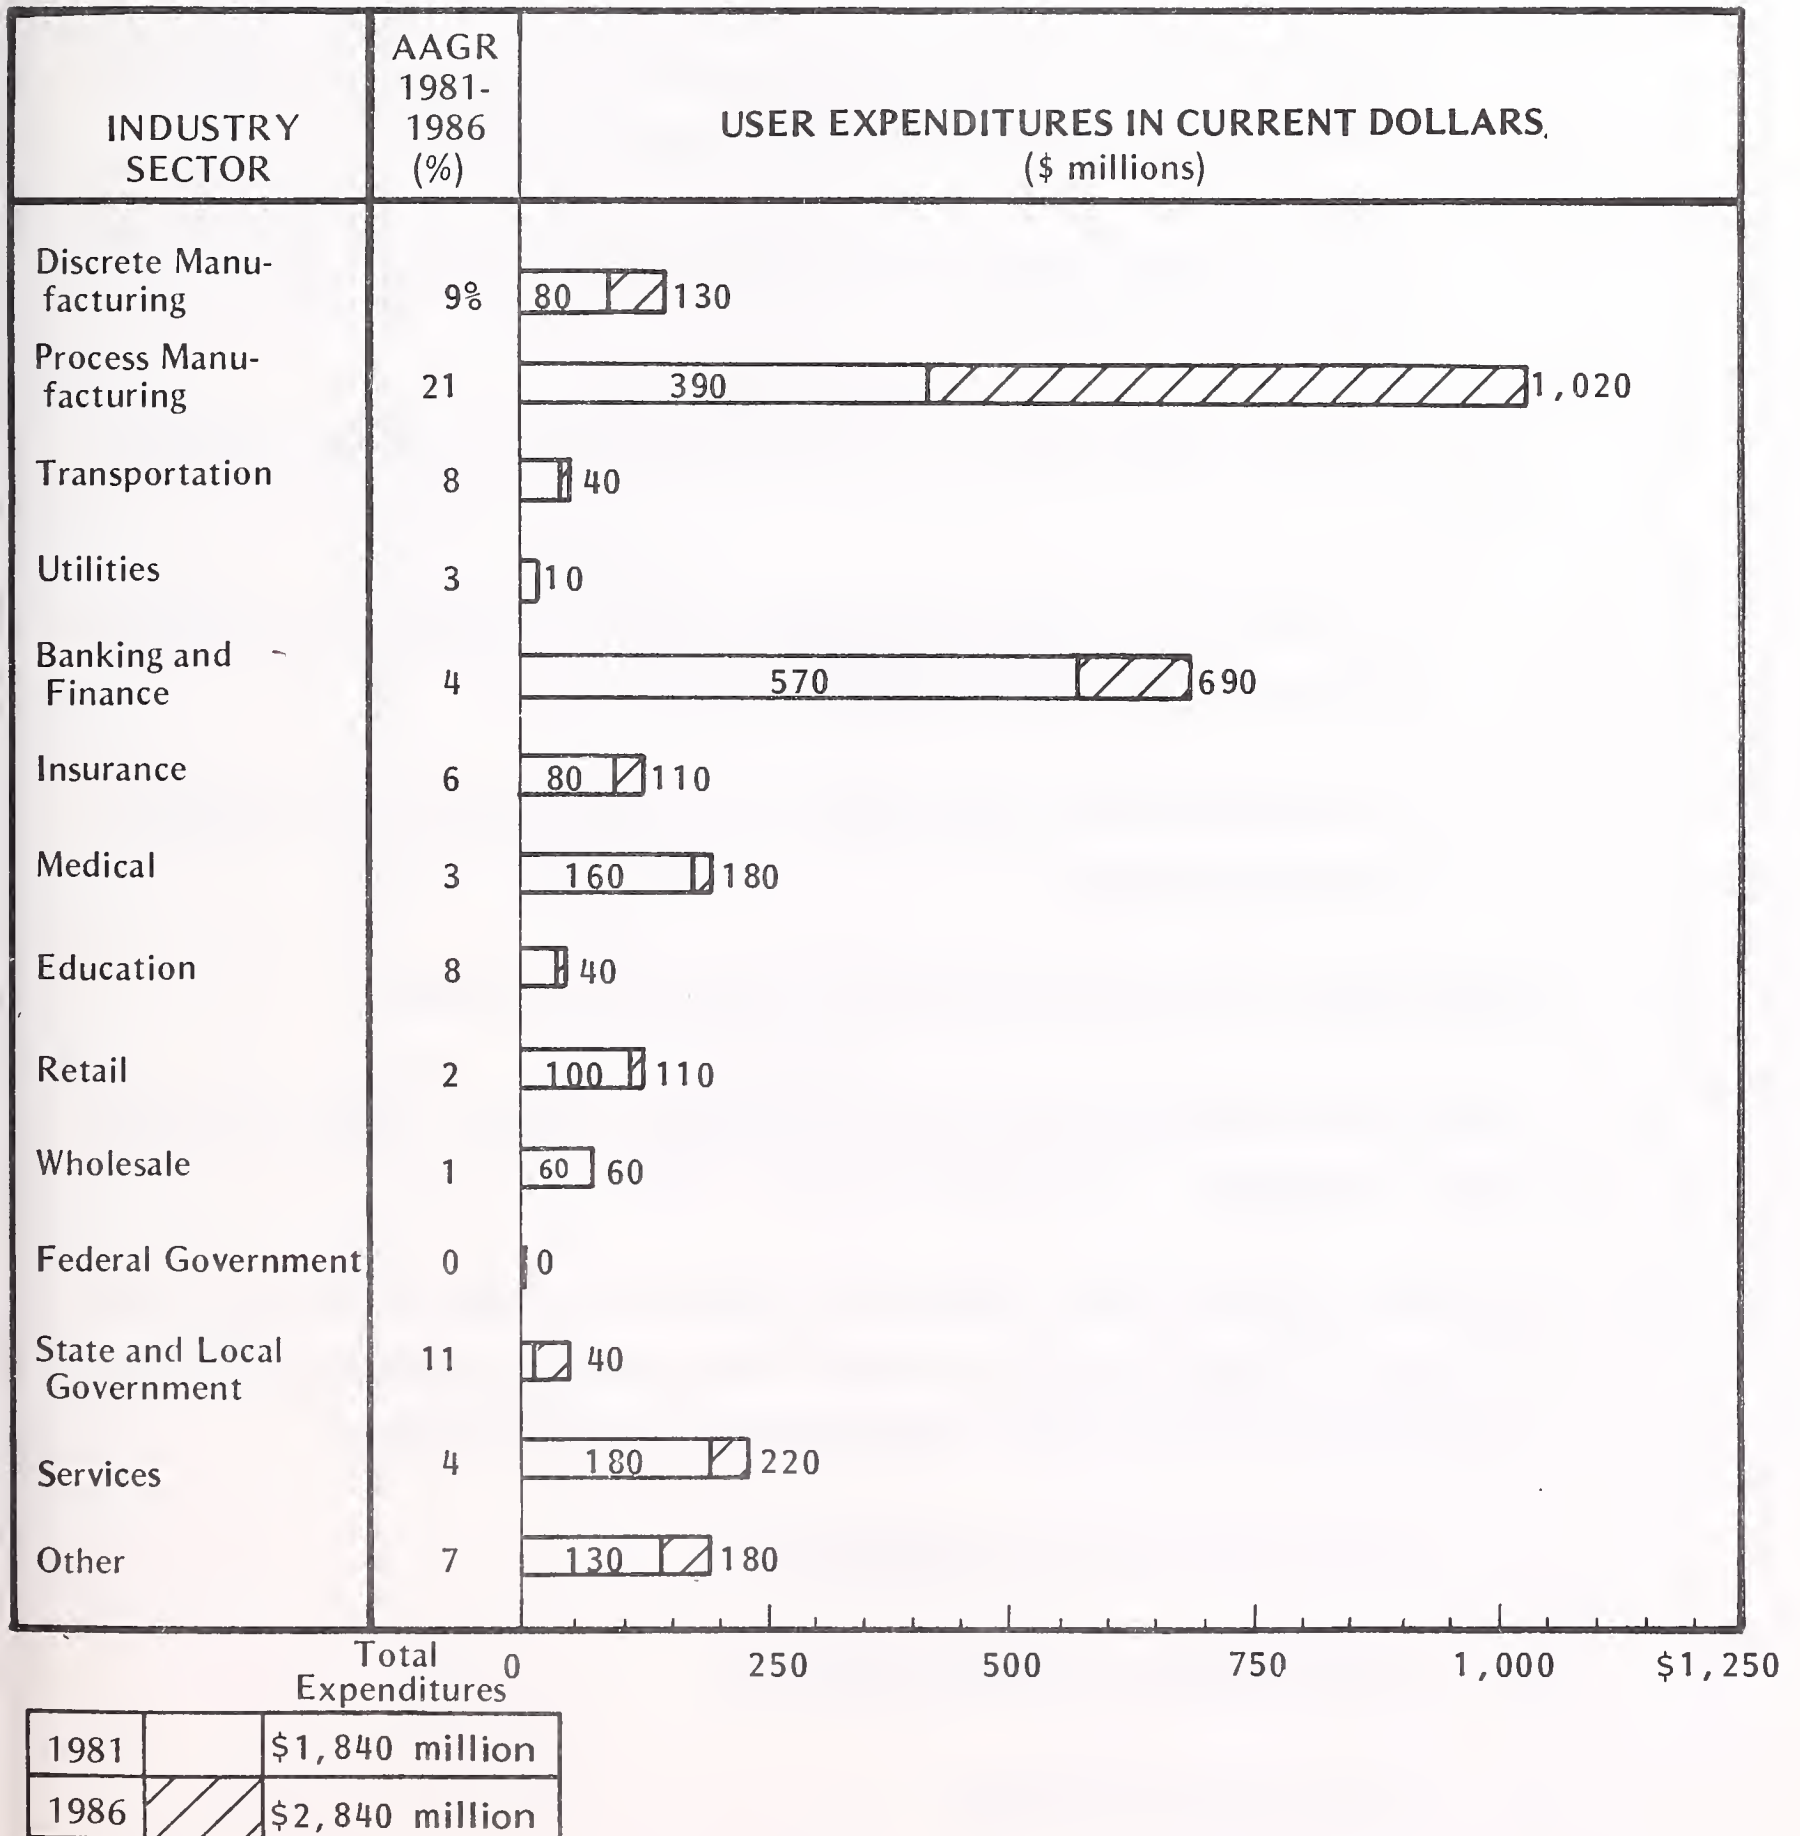 INDUSTRY
SECTOR
AAGR
1981-
1986
(%)
USER EXPENDITURES IN CURRENT DOLLARS
($ millions)
Discrete Manu-
facturing
9%
80
130
Process Manu-
facturing
21
390
1,020
Transportation
8
40
Utilities
3
10
Banking and
Finance
4
570
690
Insurance
6
80
110
Medical
3
160
180
Education
8
40
Retail
2
100
110
Wholesale
1
60
60
Federal Government
0
0
State and Local
Government
11
40
Services
4
180
220
Other
7
130
180
0
250
500
750
1,000
$1,250
Total
Expenditures
1981
$1,840 million
1986
$2,840 million